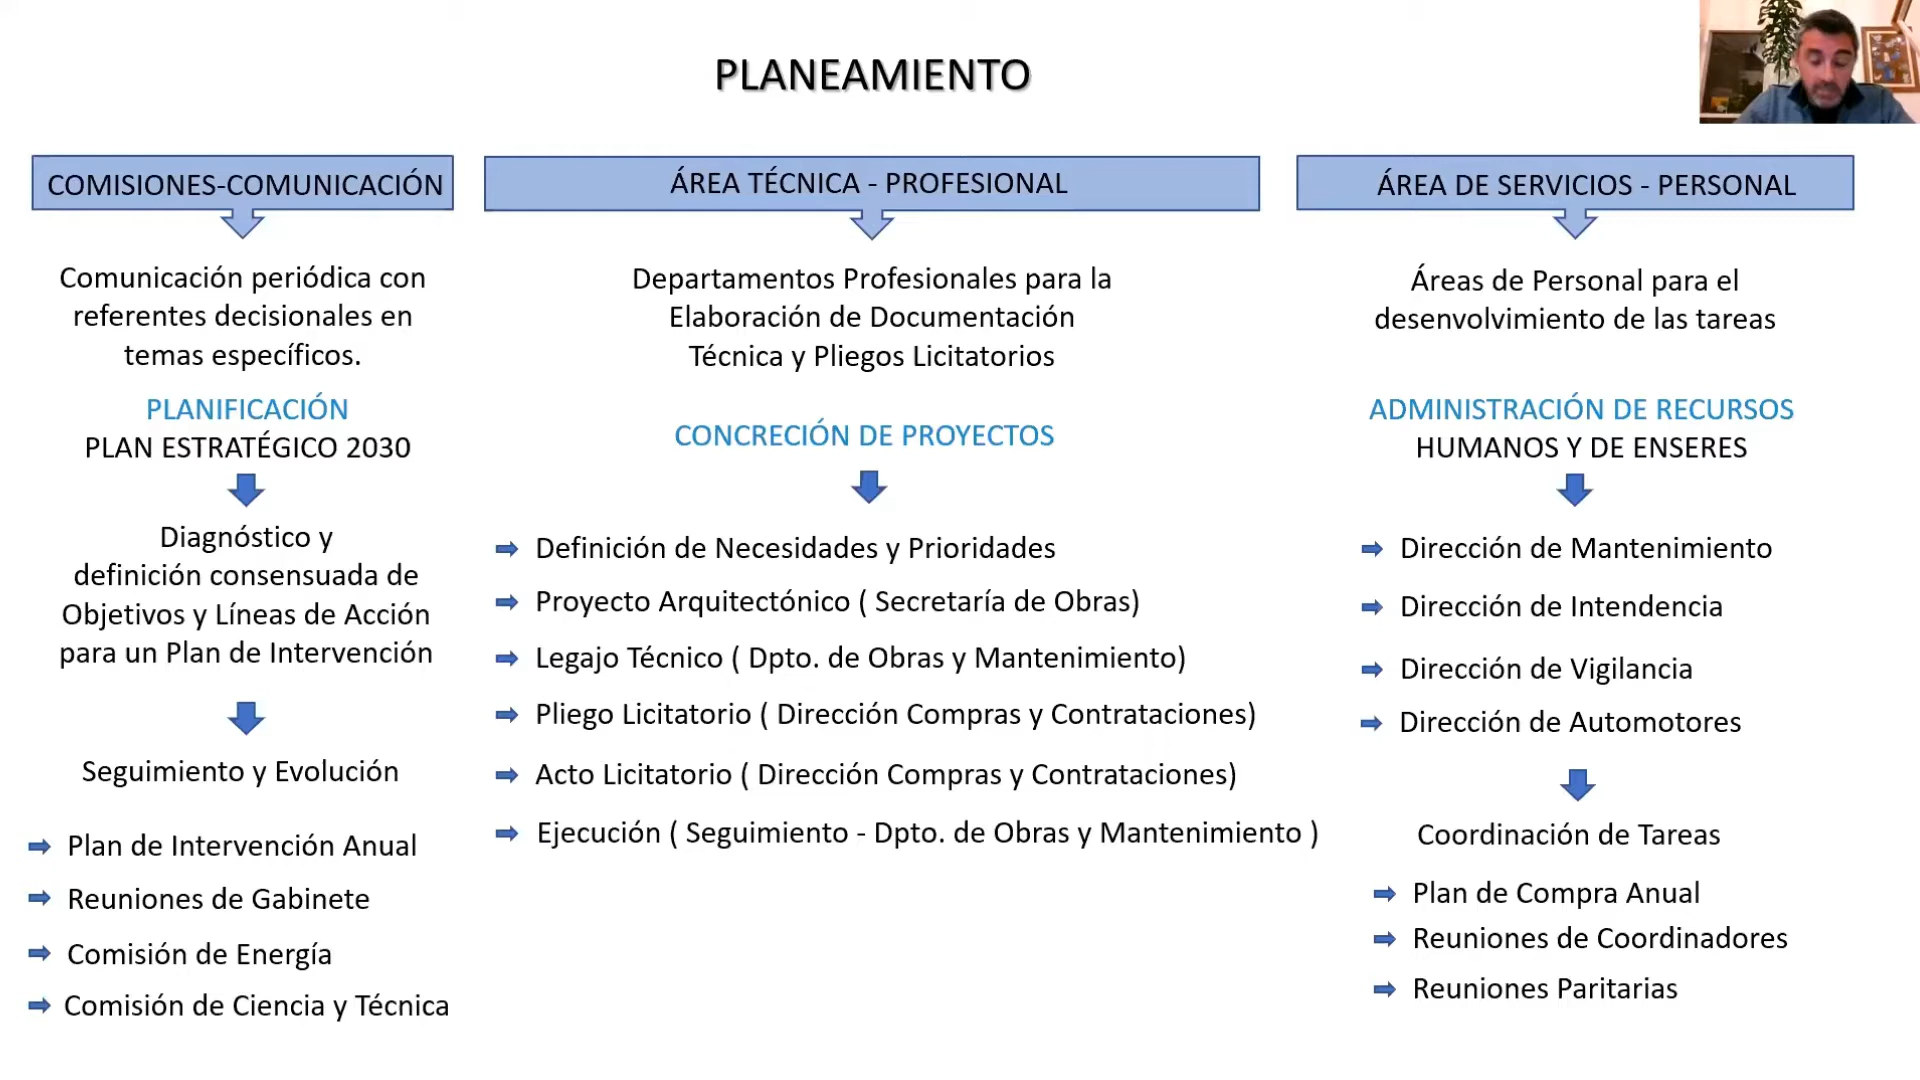 PLANEAMIENTO
COMISIONES-COMUNICACIÓN
Comunicación periódica con
referentes decisionales en
temas específicos.
PLANIFICACIÓN
PLAN ESTRATÉGICO 2030
Diagnóstico y
definición consensuada de
Objetivos y Líneas de Acción
para un Plan de Intervención
Seguimiento y Evolución
Plan de Intervención Anual
Reuniones de Gabinete
Comisión de Energía
Comisión de Ciencia y Técnica
ÁREA TÉCNICA - PROFESIONAL
Departamentos Profesionales para la
Elaboración de Documentación
Técnica y Pliegos Licitatorios
CONCRECIÓN DE PROYECTOS
Definición de Necesidades y Prioridades
Proyecto Arquitectónico ( Secretaría de Obras)
Legajo Técnico ( Dpto. de Obras y Mantenimiento)
Pliego Licitatorio ( Dirección Compras y Contrataciones)
Acto Licitatorio ( Dirección Compras y Contrataciones)
Ejecución ( Seguimiento - Dpto. de Obras y Mantenimiento )
ÁREA DE SERVICIOS - PERSONAL
Áreas de Personal para el
desenvolvimiento de las tareas
ADMINISTRACIÓN DE RECURSOS
HUMANOS Y DE ENSERES
Dirección de Mantenimiento
Dirección de Intendencia
Dirección de Vigilancia
Dirección de Automotores
Coordinación de Tareas
Plan de Compra Anual
Reuniones de Coordinadores
Reuniones Paritarias